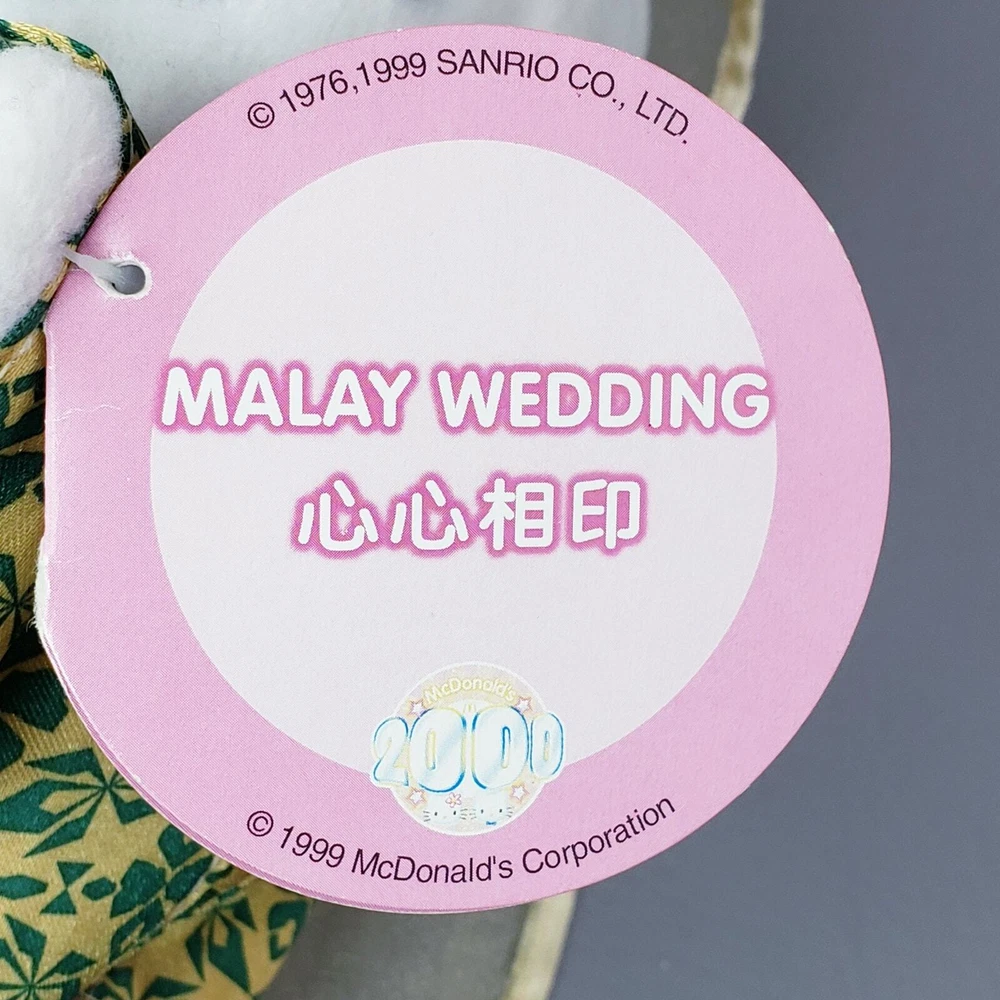 © 1976,1999 SANRIO CO., LTD.
MALAY WEDDING
心心相印
McDonald's
2000
© 1999 McDonald's Corporation